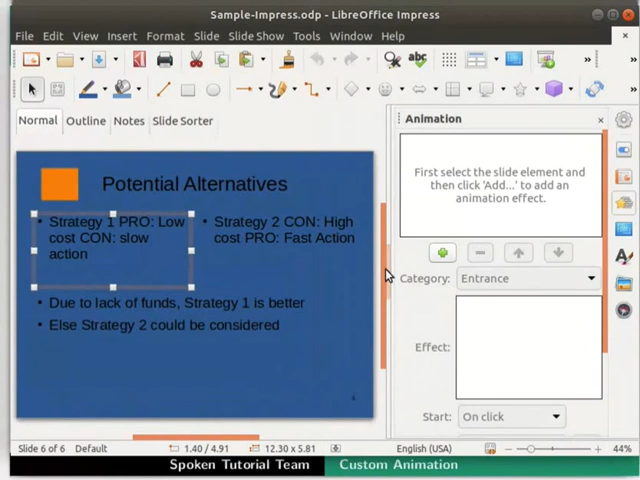 Sample-Impress.odp - LibreOffice Impress
File Edit View Insert Format Slide Slide Show Tools Window Help
Normal Outline Notes Slide Sorter
Animation
First select the slide element and
then click 'Add...' to add an
animation effect.
Potential Alternatives
• Strategy 1 PRO: Low
cost CON: slow
action
• Strategy 2 CON: High
cost PRO: Fast Action
• Due to lack of funds, Strategy 1 is better
• Else Strategy 2 could be considered
Category: Entrance
Effect:
Start: On click
Slide 6 of 6 Default 1.40 / 4.91 12.30 x 5.81 English (USA) 44%
Spoken Tutorial Team Custom Animation